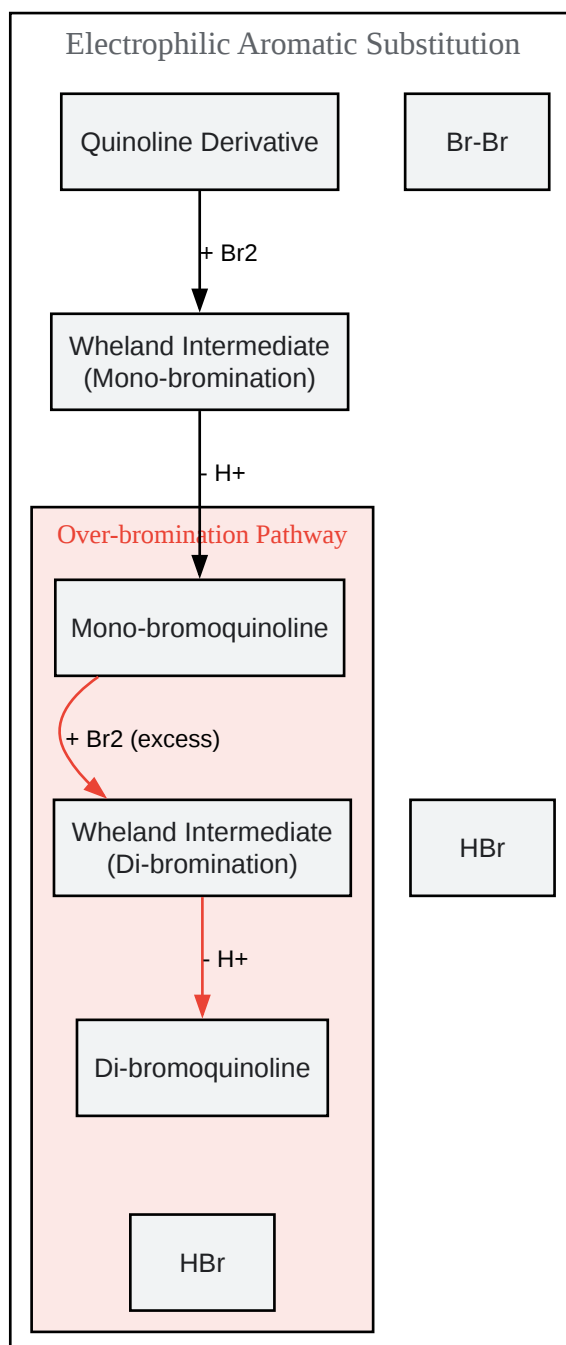 Electrophilic Aromatic Substitution
Quinoline Derivative
Br-Br
+ Br2
Wheland Intermediate
(Mono-bromination)
- H+
Over-bromination Pathway
Mono-bromoquinoline
+ Br2 (excess)
Wheland Intermediate
(Di-bromination)
HBr
- H+
Di-bromoquinoline
HBr